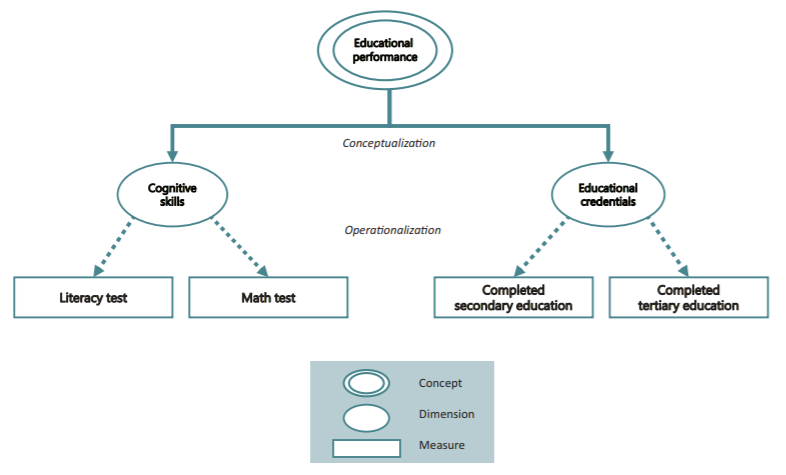 Educational
performance
Conceptualization
Cognitive
skills
Educational
credentials
Operationalization
Literacy test
Math test
Completed
secondary education
Completed
tertiary education
Concept
Dimension
Measure